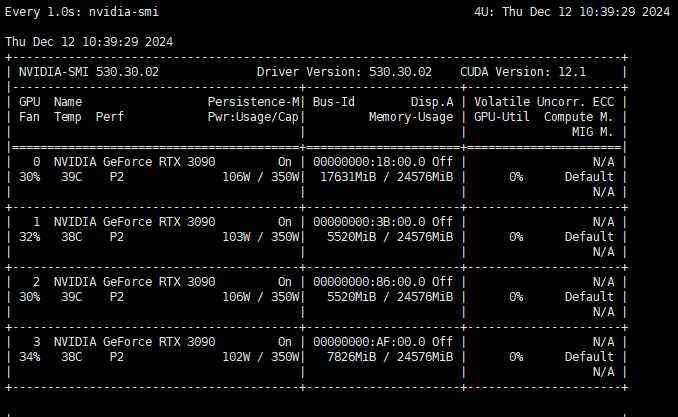 Every 1.0s: nvidia-smi                                                 4U: Thu Dec 12 10:39:29 2024

Thu Dec 12 10:39:29 2024
+---------------------------------------------------------------------------------------+
| NVIDIA-SMI 530.30.02              Driver Version: 530.30.02    CUDA Version: 12.1     |
|-----------------------------------------+----------------------+----------------------+
| GPU  Name                  Persistence-M| Bus-Id        Disp.A | Volatile Uncorr. ECC |
| Fan  Temp  Perf            Pwr:Usage/Cap|         Memory-Usage | GPU-Util  Compute M. |
|                                         |                      |               MIG M. |
|=========================================+======================+======================|
|   0  NVIDIA GeForce RTX 3090         On | 00000000:18:00.0 Off |                  N/A |
| 30%   39C    P2             106W / 350W|  17631MiB / 24576MiB |      0%      Default |
|                                         |                      |                  N/A |
+-----------------------------------------+----------------------+----------------------+
|   1  NVIDIA GeForce RTX 3090         On | 00000000:3B:00.0 Off |                  N/A |
| 32%   38C    P2             103W / 350W|   5520MiB / 24576MiB |      0%      Default |
|                                         |                      |                  N/A |
+-----------------------------------------+----------------------+----------------------+
|   2  NVIDIA GeForce RTX 3090         On | 00000000:86:00.0 Off |                  N/A |
| 30%   39C    P2             106W / 350W|   5520MiB / 24576MiB |      0%      Default |
|                                         |                      |                  N/A |
+-----------------------------------------+----------------------+----------------------+
|   3  NVIDIA GeForce RTX 3090         On | 00000000:AF:00.0 Off |                  N/A |
| 34%   38C    P2             102W / 350W|   7826MiB / 24576MiB |      0%      Default |
|                                         |                      |                  N/A |
+-----------------------------------------+----------------------+----------------------+